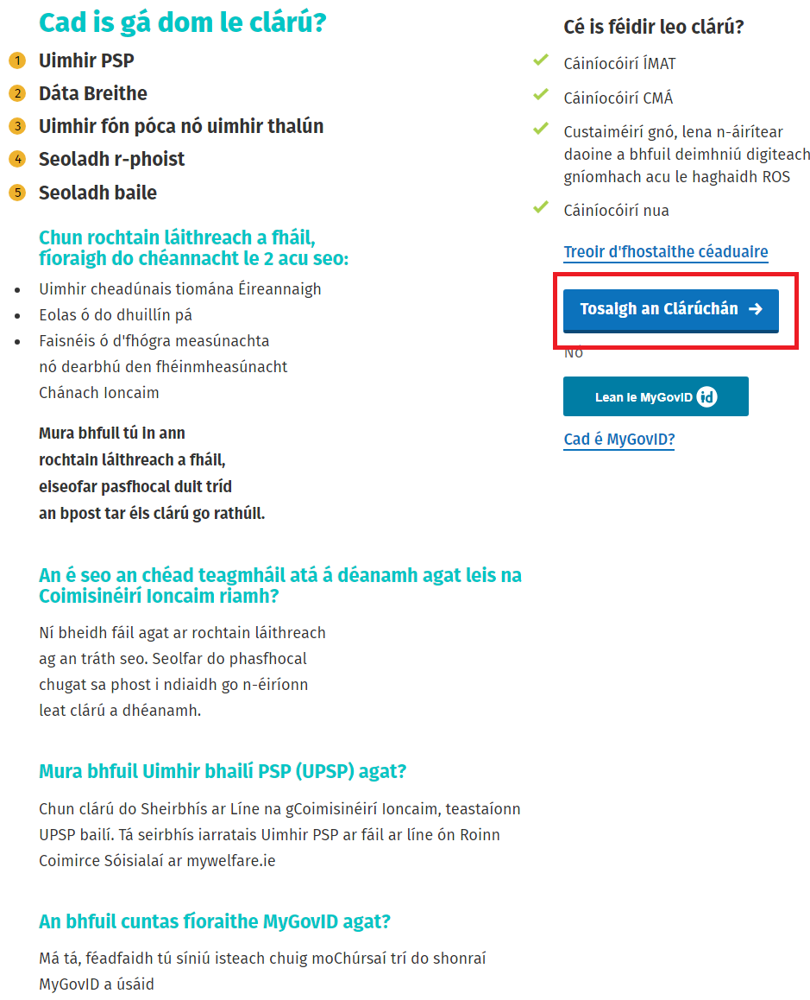 Cad is gá dom le clárú?
1 Uimhir PSP
2 Dáta Breithe
3 Uimhir fón póca nó uimhir thalún
4 Seoladh r-phoist
5 Seoladh baile
Chun rochtain láithreach a fháil,
fíoraigh do chéannacht le 2 acu seo:
• Uimhir cheadúnais tiomána Éireannaigh
• Eolas ó do dhuillín pá
• Faisnéis ó d'fhógra measúnachta
nó dearbhú den fhéinmheasúnacht
Chánach Ioncaim
Mura bhfuil tú in ann
rochtain láithreach a fháil,
eiseofar pasfhocal duit tríd
an bpost tar éis clárú go rathúil.
An é seo an chéad teagmháil atá á déanamh agat leis na
Coimisinéirí Ioncaim riamh?
Ní bheidh fáil agat ar rochtain láithreach
ag an tráth seo. Seolfar do phasfhocal
chugat sa phost i ndiaidh go n-éiríonn
leat clárú a dhéanamh.
Mura bhfuil Uimhir bhailí PSP (UPSP) agat?
Chun clárú do Sheirbhís ar Líne na gCoimisinéirí Ioncaim, teastaíonn
UPSP bailí. Tá seirbhís iarratais Uimhir PSP ar fáil ar líne ón Roinn
Coimirce Sóisialaí ar mywelfare.ie
An bhfuil cuntas fíoraithe MyGovID agat?
Má tá, féadfaidh tú síniú isteach chuig moChúrsaí trí do shonraí
MyGovID a úsáid
Cé is féidir leo clárú?
Cáiníocóirí ÍMAT
Cáiníocóirí CMÁ
Custaiméirí gnó, lena n-áirítear
daoine a bhfuil deimhniú digiteach
gníomhach acu le haghaidh ROS
Cáiníocóirí nua
Treoir d'fhostaithe céaduaire
Tosaigh an Clárúchán →
Nó
Lean le MyGovID id
Cad é MyGovID?